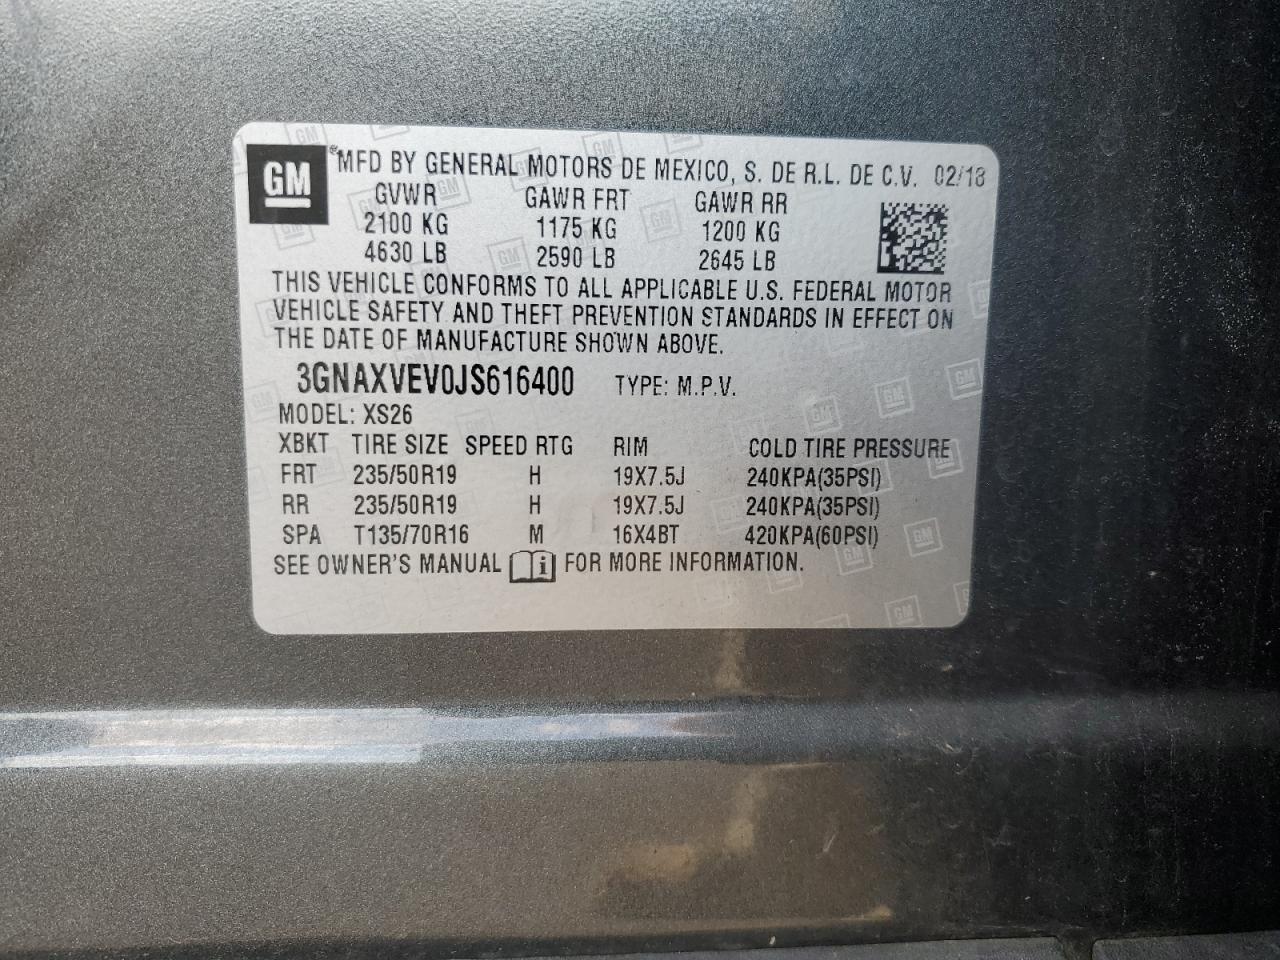 GM ® MFD BY GENERAL MOTORS DE MEXICO, S. DE R.L. DE C.V. 02/18
GVWR GAWR FRT GAWR RR
2100 KG 1175 KG 1200 KG
4630 LB 2590 LB 2645 LB
THIS VEHICLE CONFORMS TO ALL APPLICABLE U.S. FEDERAL MOTOR
VEHICLE SAFETY AND THEFT PREVENTION STANDARDS IN EFFECT ON
THE DATE OF MANUFACTURE SHOWN ABOVE.
3GNAXVEV0JS616400 TYPE: M.P.V.
MODEL: XS26
XBKT TIRE SIZE SPEED RTG RIM COLD TIRE PRESSURE
FRT 235/50R19 H 19X7.5J 240KPA(35PSI)
RR 235/50R19 H 19X7.5J 240KPA(35PSI)
SPA T135/70R16 M 16X4BT 420KPA(60PSI)
SEE OWNER'S MANUAL i FOR MORE INFORMATION.